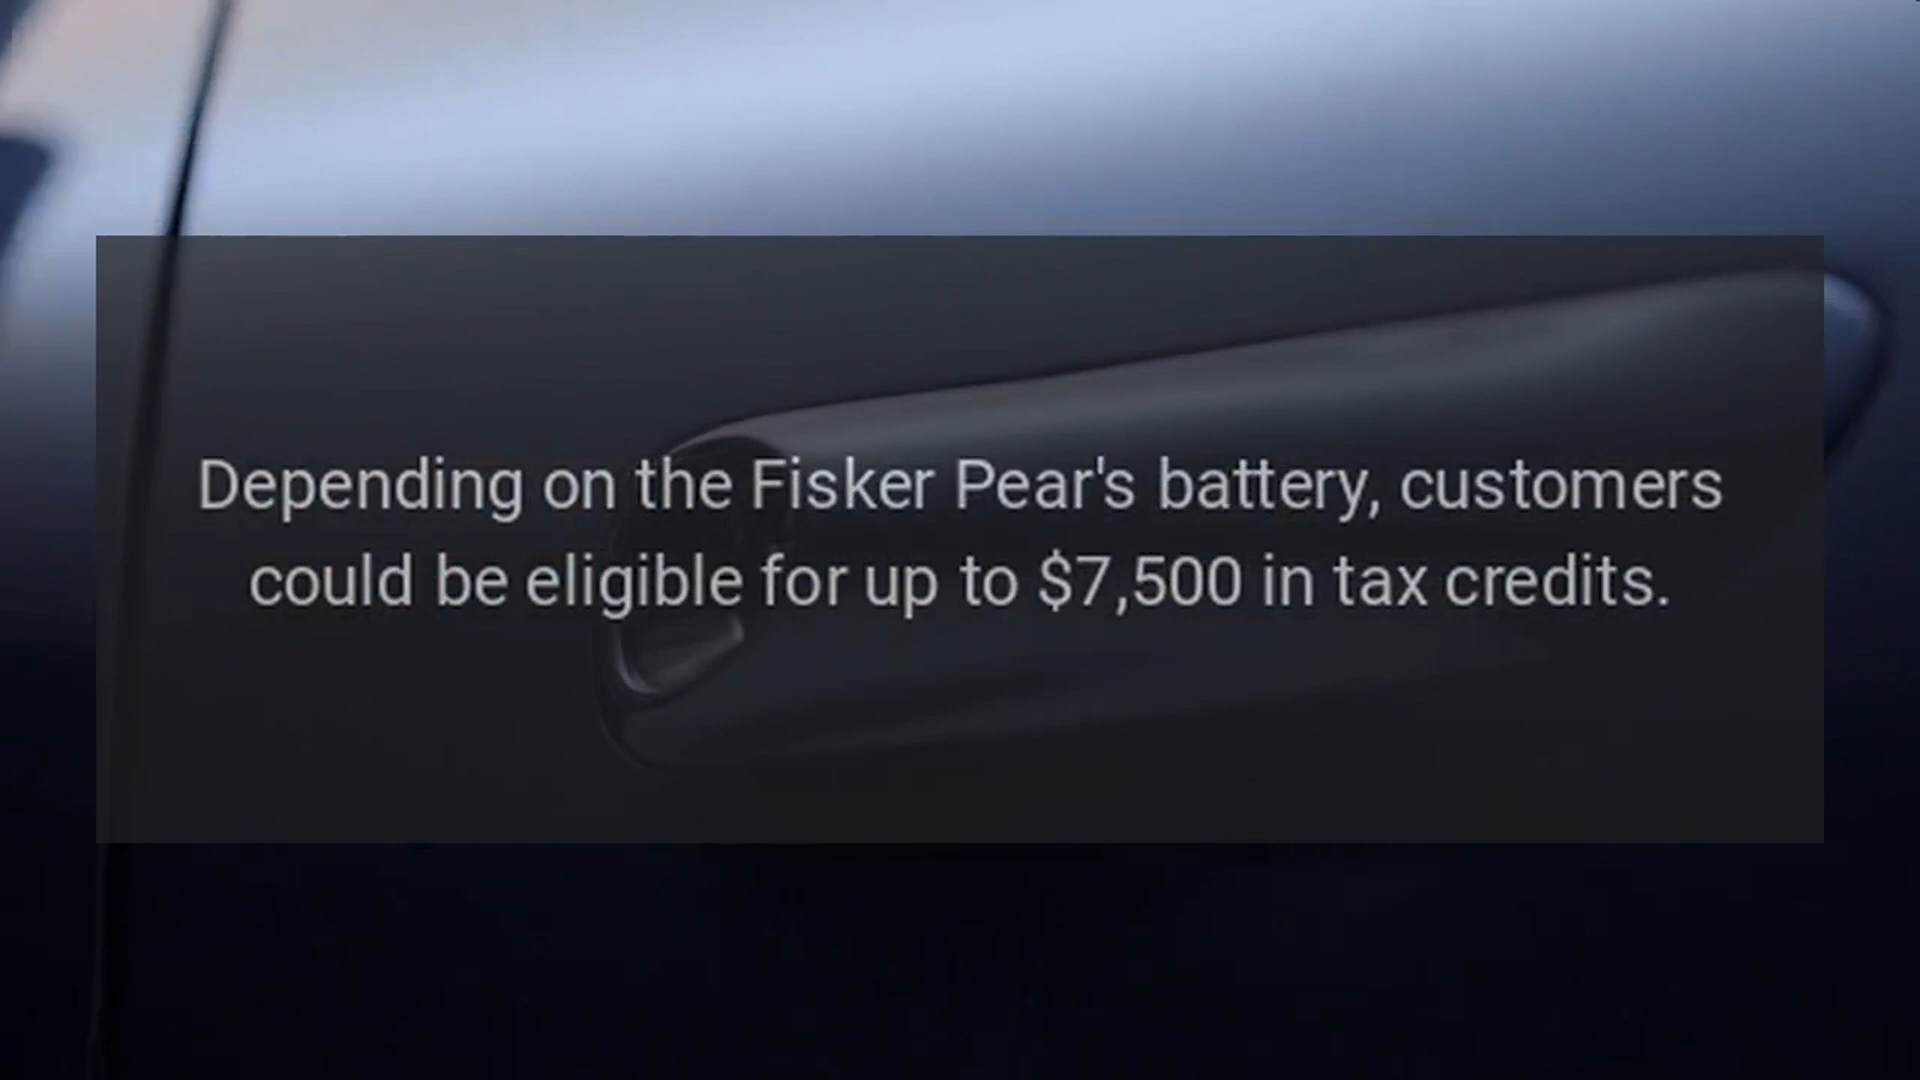 Depending on the Fisker Pear's battery, customers
could be eligible for up to $7,500 in tax credits.